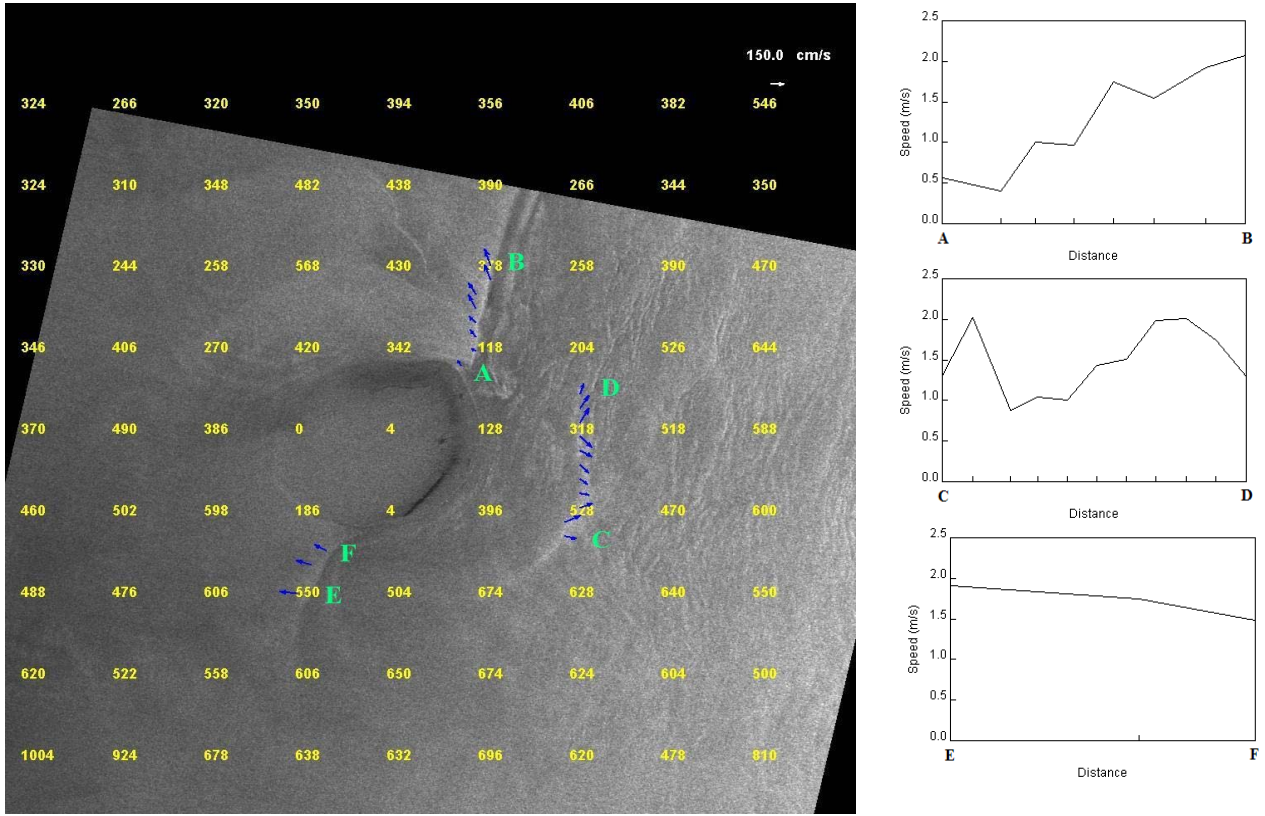 150.0 cm/s
324 266 320 350 394 356 406 382 546
324 310 348 482 438 390 266 344 350
330 244 258 568 430 378 258 390 470
B
346 406 270 420 342 118 204 526 644
A
D
370 490 386 0 4 128 318 518 588
460 502 598 186 4 396 528 470 600
C
F
488 476 606 550 504 674 628 640 550
E
620 522 558 606 650 674 624 604 500
1004 924 678 638 632 696 620 478 810
2.5
2.0
1.5
1.0
0.5
0.0
Speed (m/s)
A B
Distance
2.5
2.0
1.5
1.0
0.5
0.0
Speed (m/s)
C D
Distance
2.5
2.0
1.5
1.0
0.5
0.0
Speed (m/s)
E F
Distance